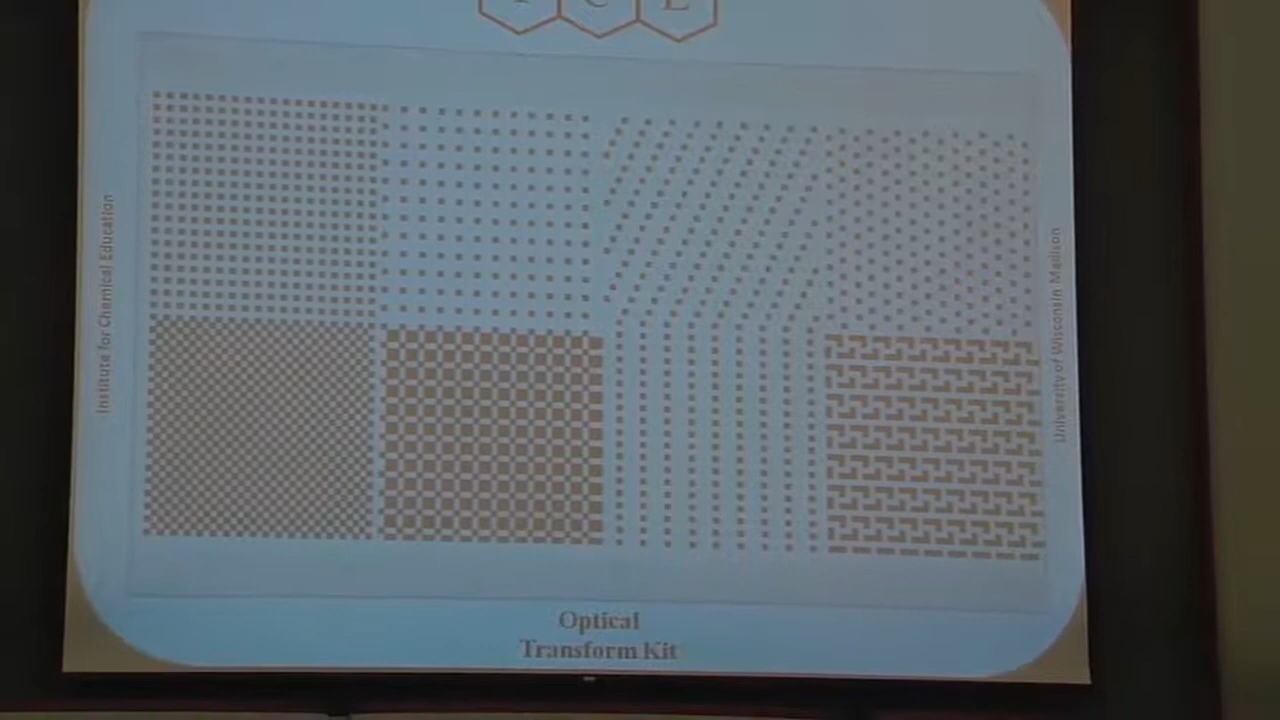 I C E
Institute for Chemical Education
University of Wisconsin Madison
Optical
Transform Kit